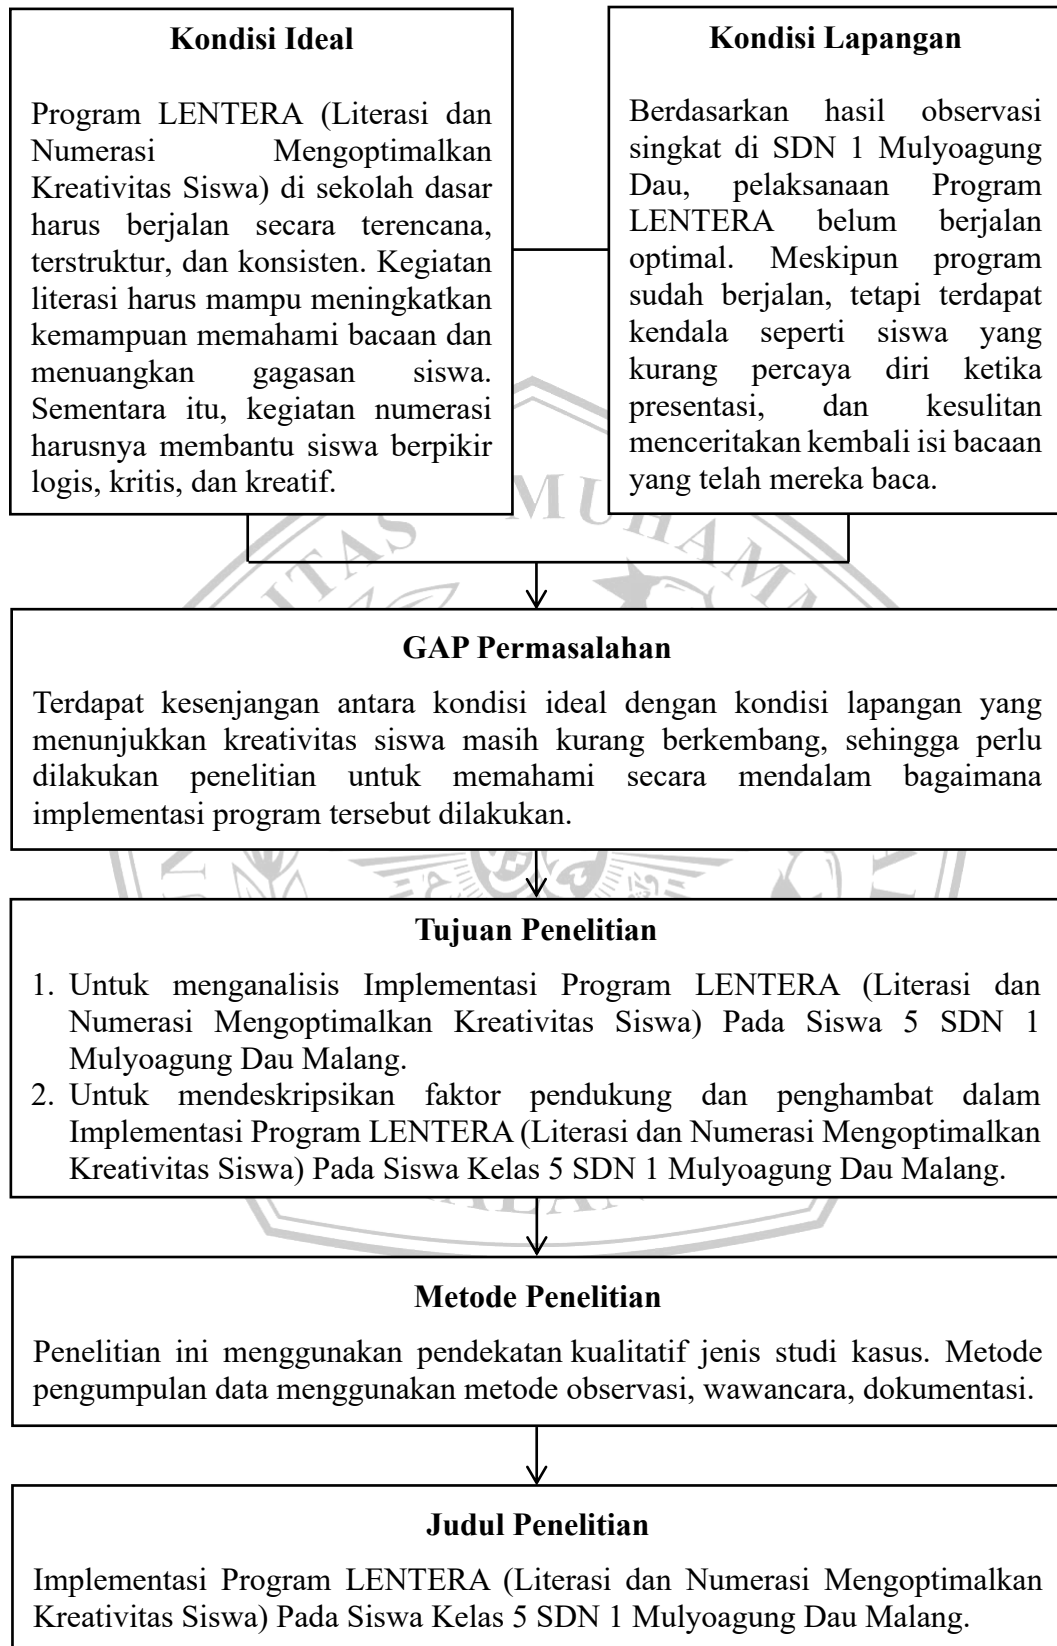 Kondisi Ideal
Program LENTERA (Literasi dan
Numerasi Mengoptimalkan
Kreativitas Siswa) di sekolah dasar
harus berjalan secara terencana,
terstruktur, dan konsisten. Kegiatan
literasi harus mampu meningkatkan
kemampuan memahami bacaan dan
menuangkan gagasan siswa.
Sementara itu, kegiatan numerasi
harusnya membantu siswa berpikir
logis, kritis, dan kreatif.
Kondisi Lapangan
Berdasarkan hasil observasi
singkat di SDN 1 Mulyoagung
Dau, pelaksanaan Program
LENTERA belum berjalan
optimal. Meskipun program
sudah berjalan, tetapi terdapat
kendala seperti siswa yang
kurang percaya diri ketika
presentasi, dan kesulitan
menceritakan kembali isi bacaan
yang telah mereka baca.
GAP Permasalahan
Terdapat kesenjangan antara kondisi ideal dengan kondisi lapangan yang
menunjukkan kreativitas siswa masih kurang berkembang, sehingga perlu
dilakukan penelitian untuk memahami secara mendalam bagaimana
implementasi program tersebut dilakukan.
Tujuan Penelitian
1. Untuk menganalisis Implementasi Program LENTERA (Literasi dan
Numerasi Mengoptimalkan Kreativitas Siswa) Pada Siswa 5 SDN 1
Mulyoagung Dau Malang.
2. Untuk mendeskripsikan faktor pendukung dan penghambat dalam
Implementasi Program LENTERA (Literasi dan Numerasi Mengoptimalkan
Kreativitas Siswa) Pada Siswa Kelas 5 SDN 1 Mulyoagung Dau Malang.
Metode Penelitian
Penelitian ini menggunakan pendekatan kualitatif jenis studi kasus. Metode
pengumpulan data menggunakan metode observasi, wawancara, dokumentasi.
Judul Penelitian
Implementasi Program LENTERA (Literasi dan Numerasi Mengoptimalkan
Kreativitas Siswa) Pada Siswa Kelas 5 SDN 1 Mulyoagung Dau Malang.